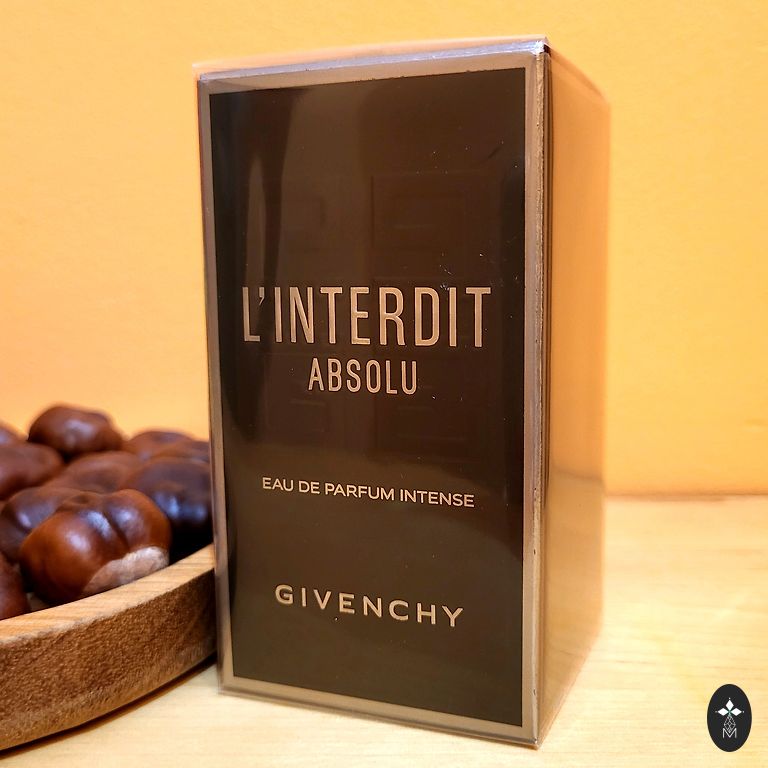 L'INTERDIT
ABSOLU
EAU DE PARFUM INTENSE
GIVENCHY
M